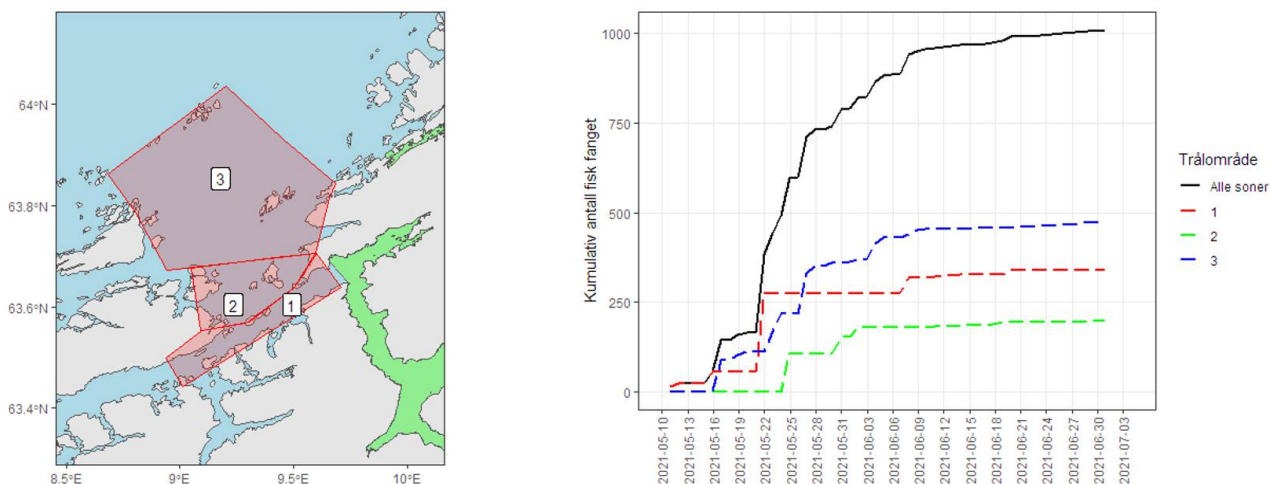 64°N
63.8°N
63.6°N
63.4°N
8.5°E
9°E
9.5°E
10°E
3
2
1
Kumulativ antall fisk fanget
1000
750
500
250
0
2021-05-10
2021-05-13
2021-05-16
2021-05-19
2021-05-22
2021-05-25
2021-05-28
2021-05-31
2021-06-03
2021-06-06
2021-06-09
2021-06-12
2021-06-15
2021-06-18
2021-06-21
2021-06-24
2021-06-27
2021-06-30
2021-07-03
Trålområde
Alle soner
1
2
3